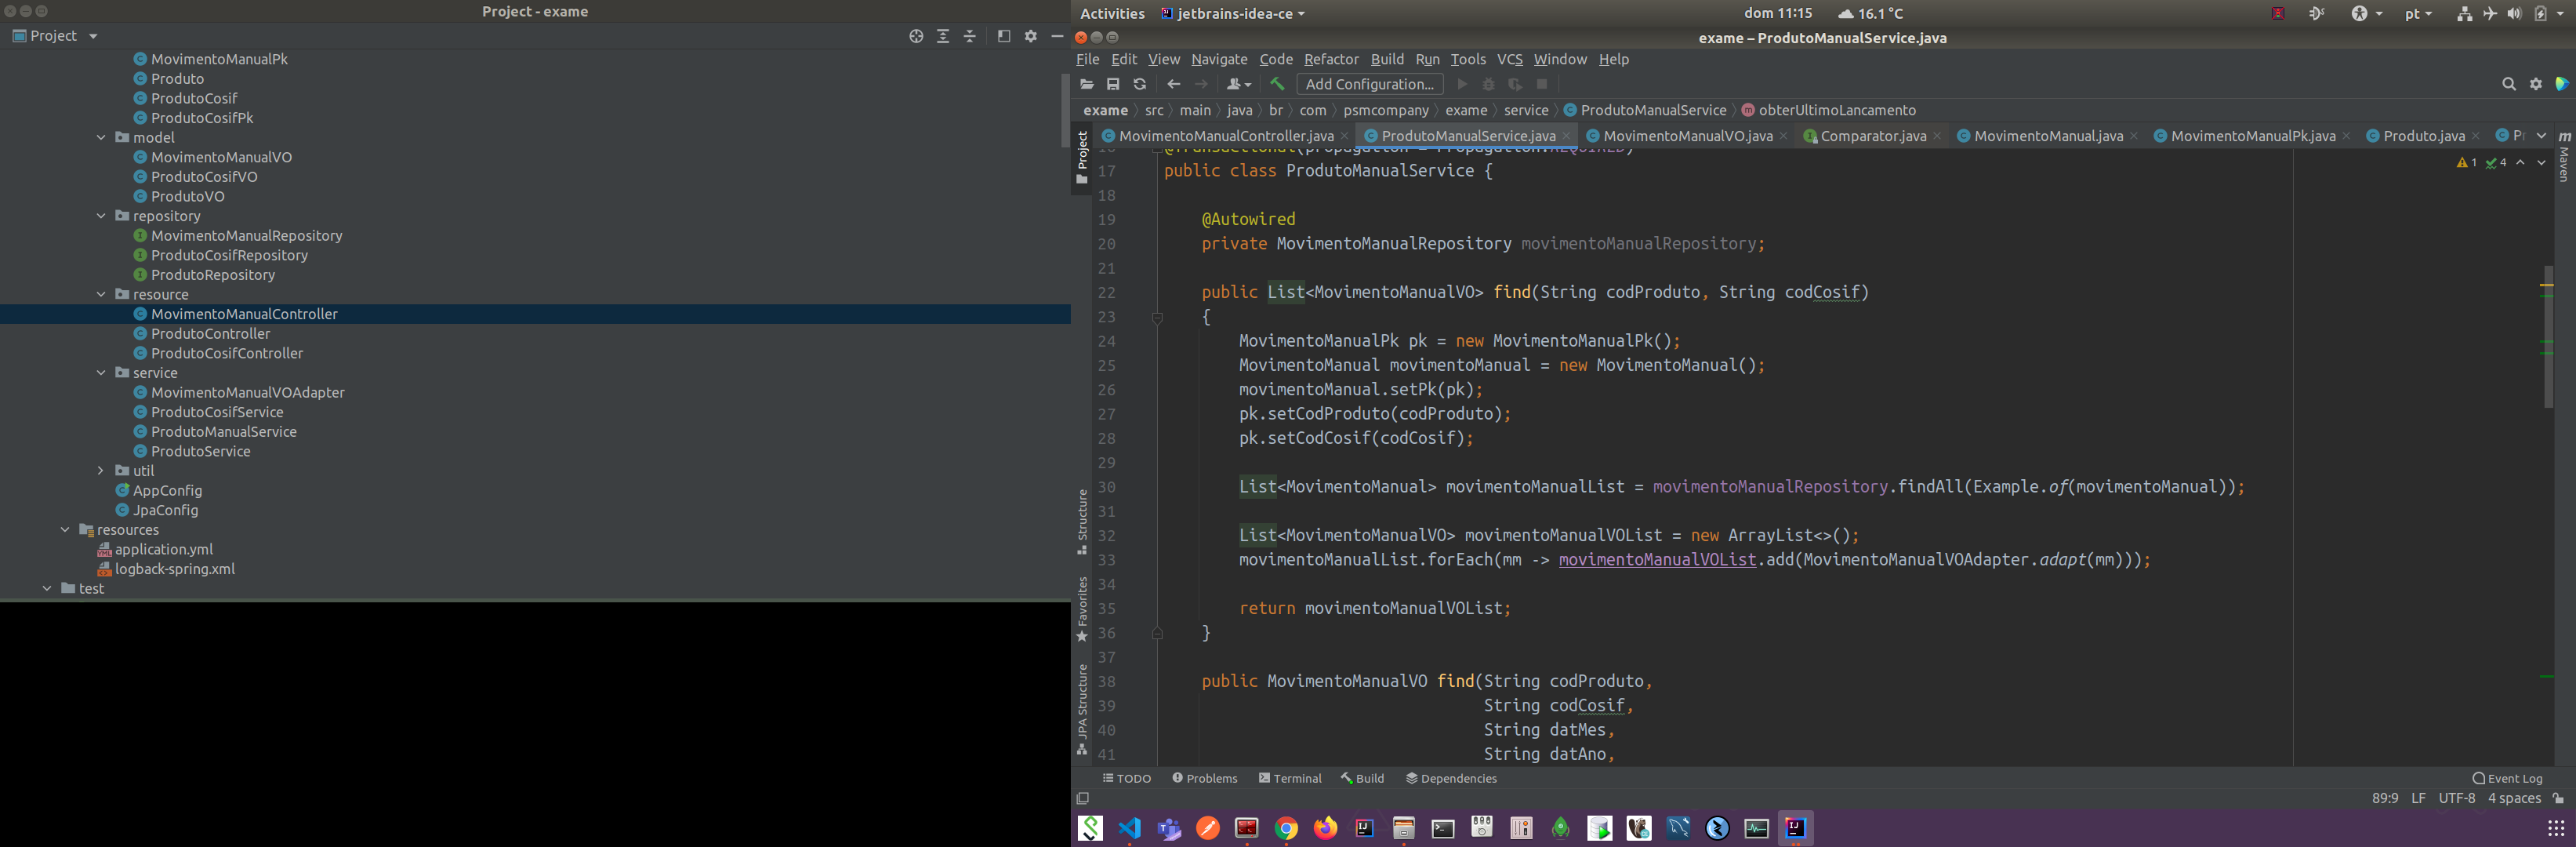 Project - exame
Project
MovimentoManualPk
Produto
ProdutoCosif
ProdutoCosifPk
model
MovimentoManualVO
ProdutoCosifVO
ProdutoVO
repository
MovimentoManualRepository
ProdutoCosifRepository
ProdutoRepository
resource
MovimentoManualController
ProdutoController
ProdutoCosifController
service
MovimentoManualVOAdapter
ProdutoCosifService
ProdutoManualService
ProdutoService
util
AppConfig
JpaConfig
resources
application.yml
logback-spring.xml
test
Activities jetbrains-idea-ce dom 11:15 16.1 °C pt
exame – ProdutoManualService.java
File Edit View Navigate Code Refactor Build Run Tools VCS Window Help
Add Configuration...
exame src main java br com psmcompany exame service ProdutoManualService obterUltimoLancamento
MovimentoManualController.java ProdutoManualService.java MovimentoManualVO.java Comparator.java MovimentoManual.java MovimentoManualPk.java Produto.java Pr
16 @Transactional(propagation = Propagation.REQUIRED)
17 public class ProdutoManualService {
18
19 @Autowired
20 private MovimentoManualRepository movimentoManualRepository;
21
22 public List<MovimentoManualVO> find(String codProduto, String codCosif)
23 {
24 MovimentoManualPk pk = new MovimentoManualPk();
25 MovimentoManual movimentoManual = new MovimentoManual();
26 movimentoManual.setPk(pk);
27 pk.setCodProduto(codProduto);
28 pk.setCodCosif(codCosif);
29
30 List<MovimentoManual> movimentoManualList = movimentoManualRepository.findAll(Example.of(movimentoManual));
31
32 List<MovimentoManualVO> movimentoManualVOList = new ArrayList<>();
33 movimentoManualList.forEach(mm -> movimentoManualVOList.add(MovimentoManualVOAdapter.adapt(mm)));
34
35 return movimentoManualVOList;
36 }
37
38 public MovimentoManualVO find(String codProduto,
39 String codCosif,
40 String datMes,
41 String datAno,
1 4
Project
Structure
Favorites
JPA Structure
m
Maven
TODO Problems Terminal Build Dependencies Event Log
89:9 LF UTF-8 4 spaces